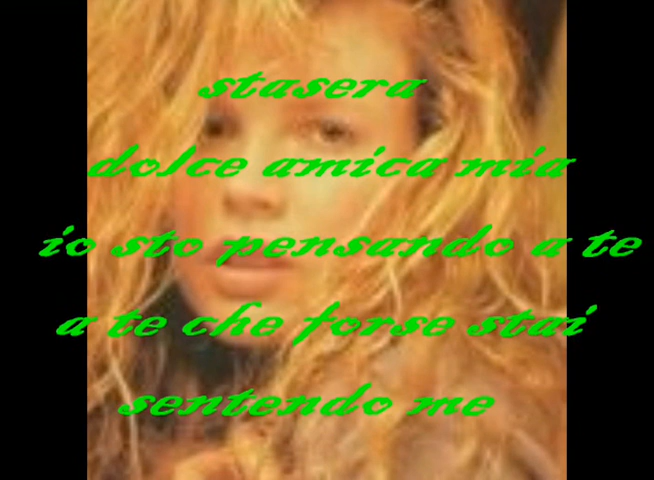 stasera
dolce amica mia
io sto pensando a te
a te che forse stai
sentendo me